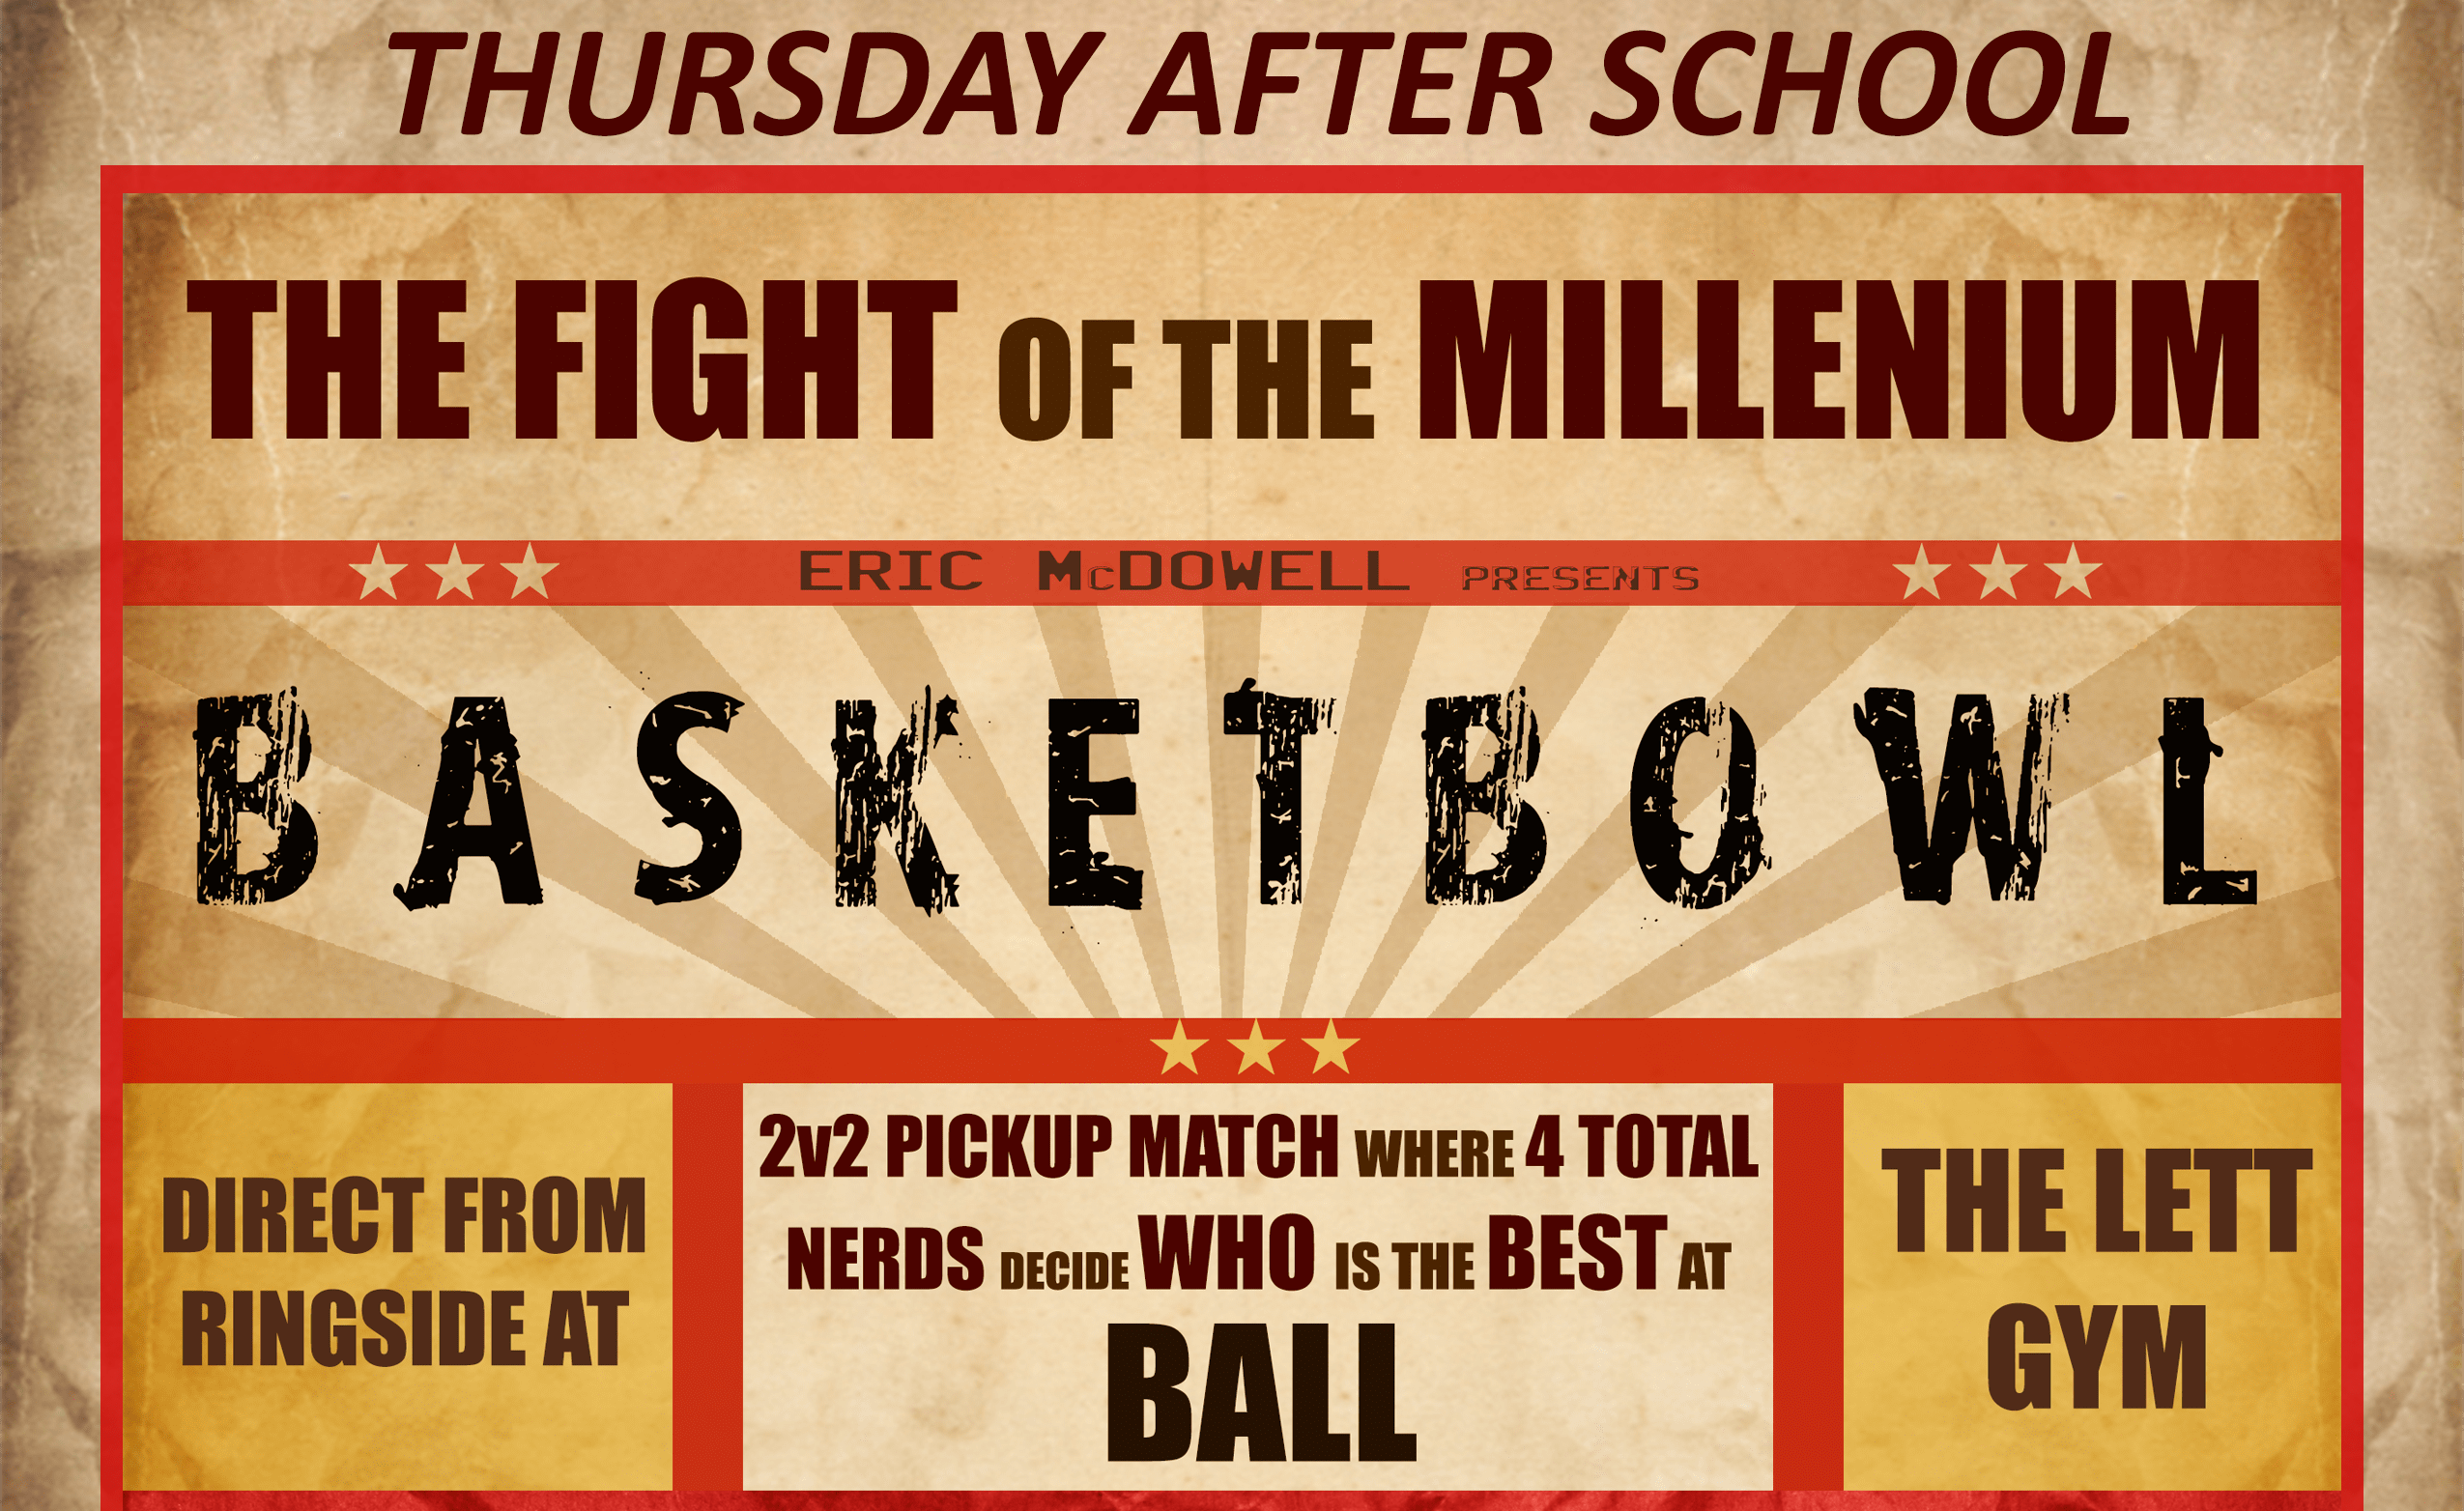 THURSDAY AFTER SCHOOL
THE FIGHT OF THE MILLENIUM
ERIC McDOWELL PRESENTS
BASKETBOWL
DIRECT FROM
RINGSIDE AT
2v2 PICKUP MATCH WHERE 4 TOTAL
NERDS DECIDE WHO IS THE BEST AT
BALL
THE LETT
GYM